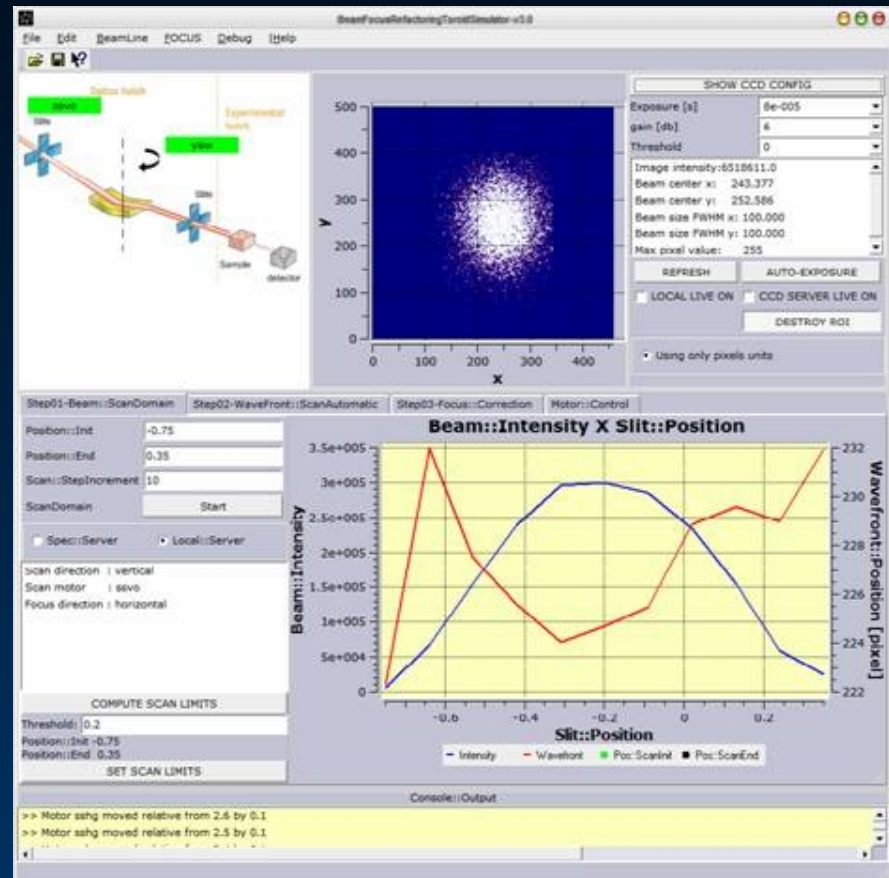 BeamFocusRefactoringToroidSimulator-v3.0
File Edit BeamLine FOCUS Debug Help
Optics hutch
ssvo
Slits
Experimental
hutch
yaw
Slits
Sample
detector
500
400
300
200
100
0
y
0 100 200 300 400
x
SHOW CCD CONFIG
Exposure [s] 8e-005
gain [db] 6
Threshold 0
Image intensity:6518611.0
Beam center x: 243.377
Beam center y: 252.586
Beam size FWHM x: 100.000
Beam size FWHM y: 100.000
Max pixel value: 255
REFRESH AUTO-EXPOSURE
LOCAL LIVE ON CCD SERVER LIVE ON
DESTROY ROI
Using only pixels units
Step01-Beam::ScanDomain Step02-WaveFront::ScanAutomatic Step03-Focus::Correction Motor::Control
Position::Init -0.75
Position::End 0.35
Scan::StepIncrement 10
ScanDomain Start
Spec::Server Local::Server
Scan direction : vertical
Scan motor : ssvo
Focus direction : horizontal
COMPUTE SCAN LIMITS
Threshold: 0.2
Position::Init -0.75
Position::End 0.35
SET SCAN LIMITS
Beam::Intensity X Slit::Position
3.5e+005
3e+005
2.5e+005
2e+005
1.5e+005
1e+005
5e+004
0
Beam::Intensity
232
230
228
226
224
222
Wavefront::Position [pixel]
-0.6 -0.4 -0.2 0 0.2
Slit::Position
Intensity Wavefront Pos::ScanInit Pos::ScanEnd
Console::Output
>> Motor sshg moved relative from 2.6 by 0.1
>> Motor sshg moved relative from 2.5 by 0.1